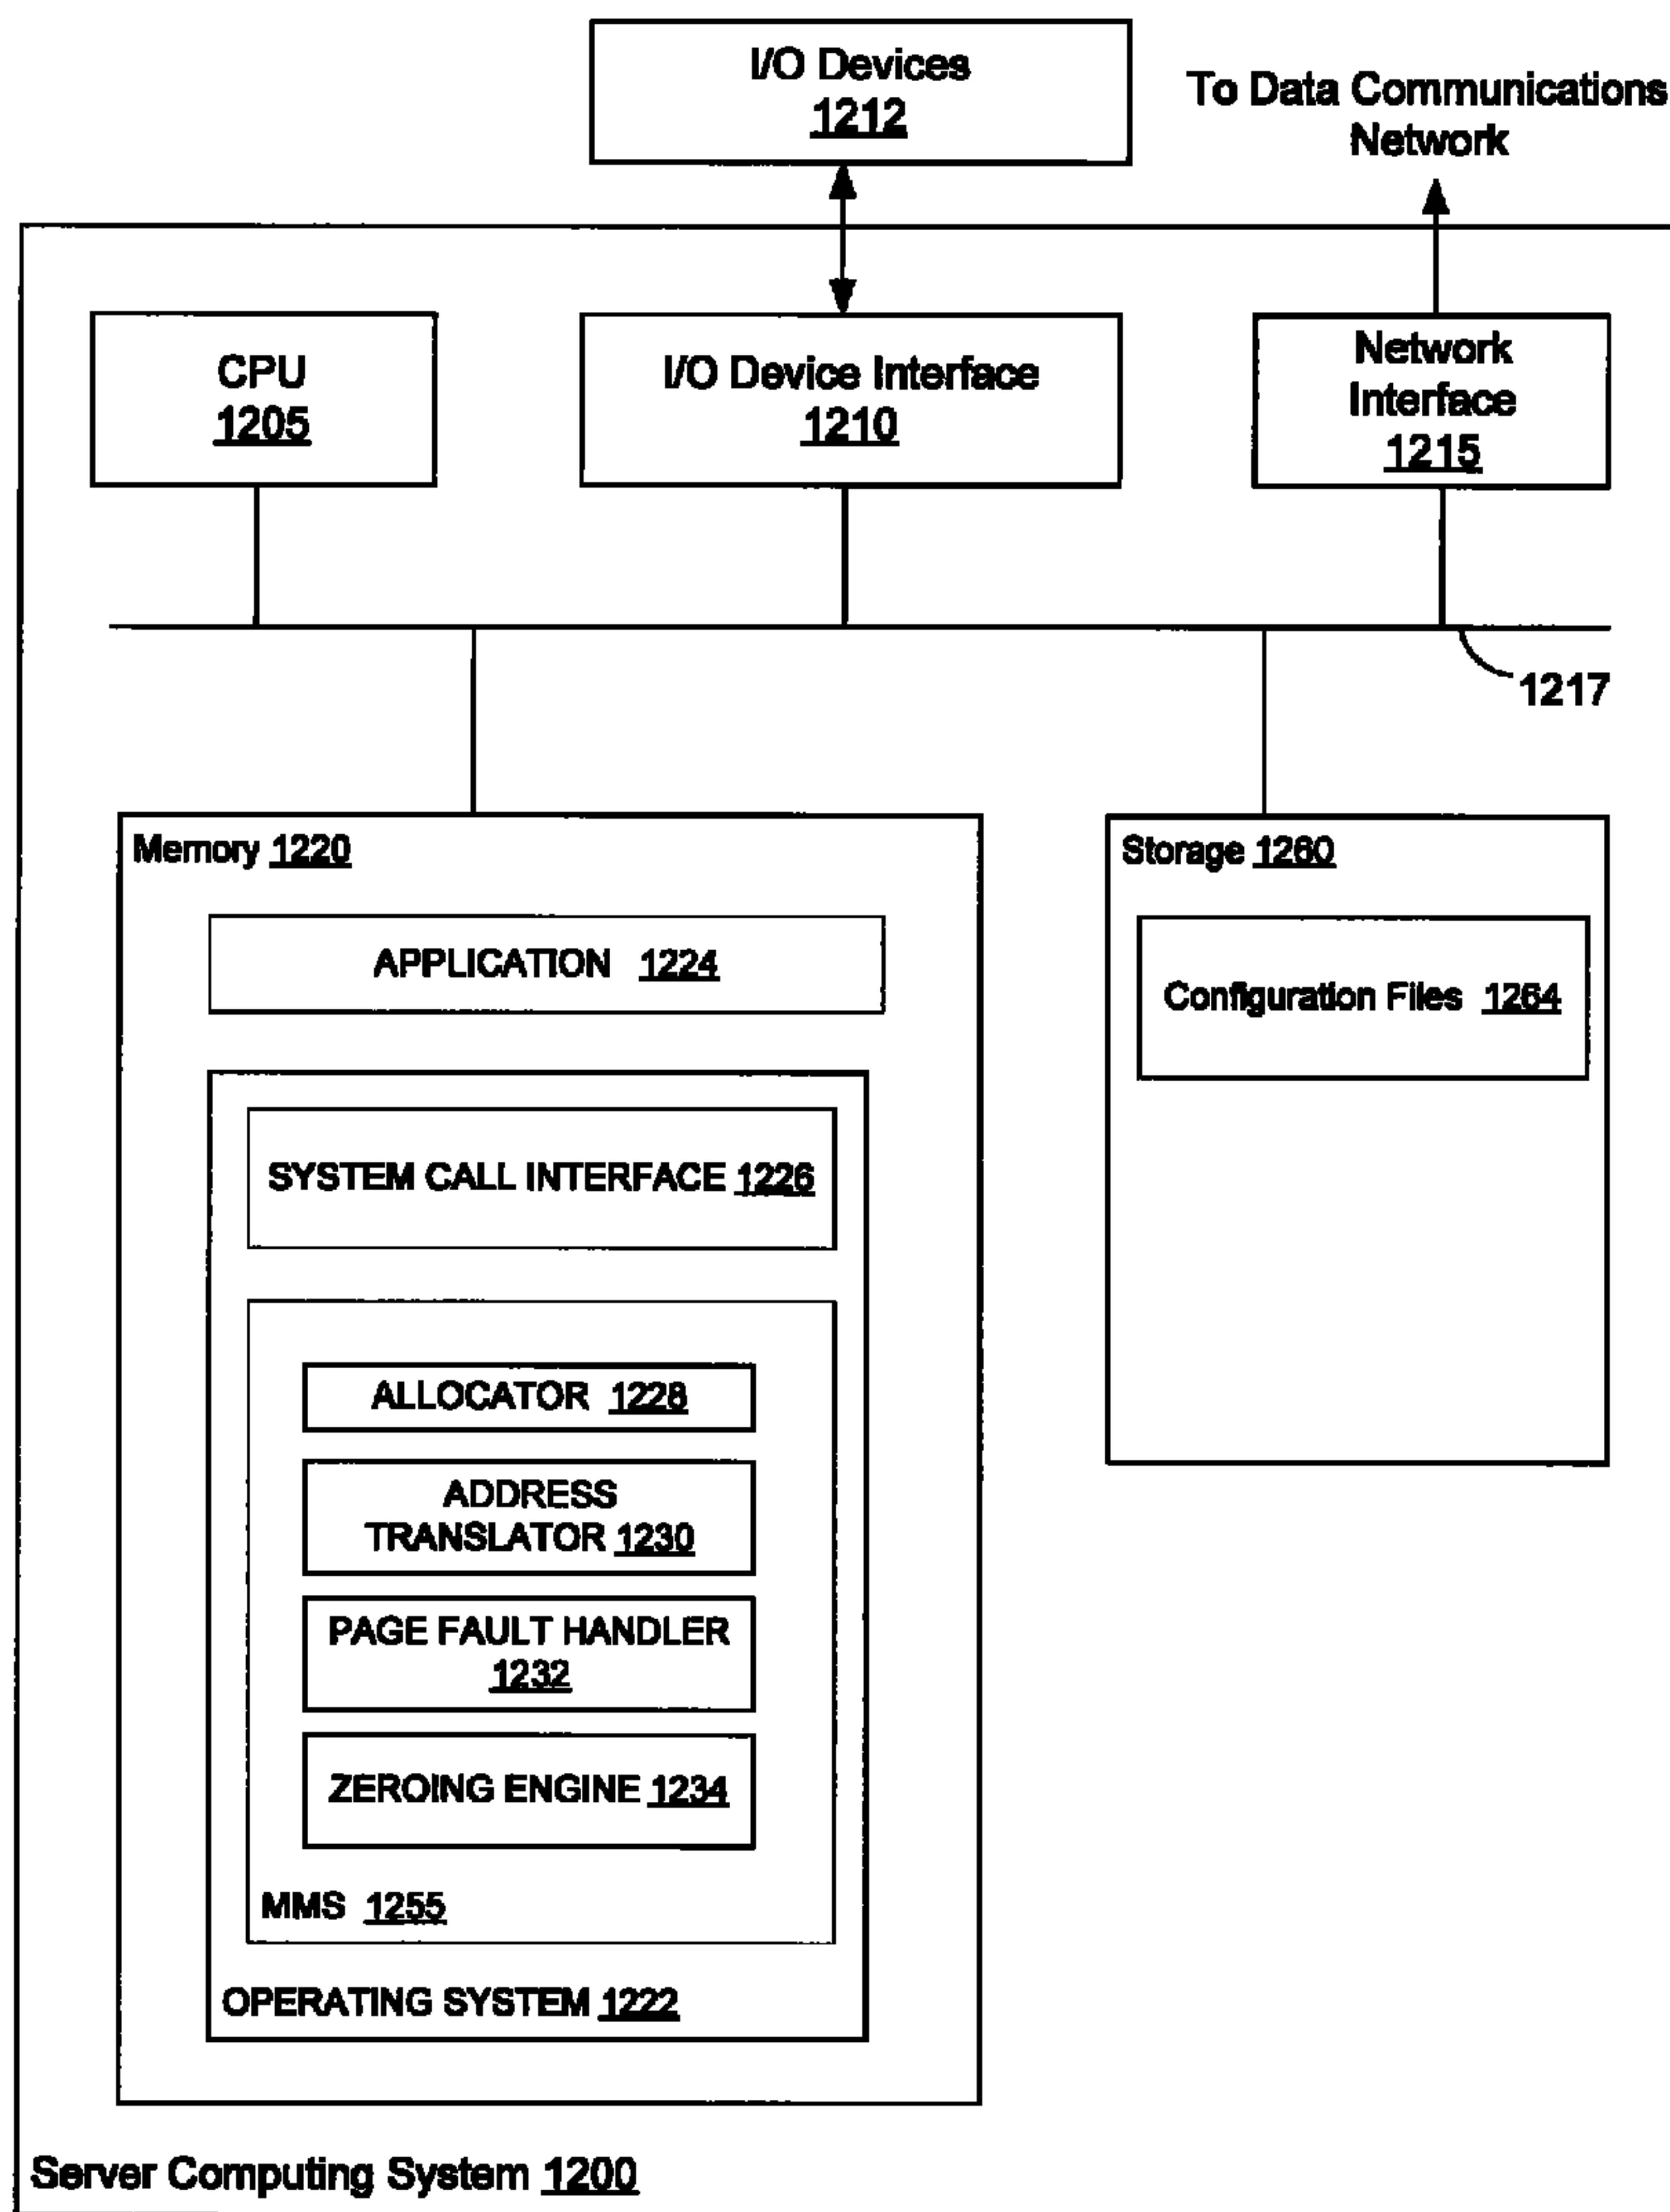 I/O Devices
1212
To Data Communications
Network
CPU
1205
I/O Device Interface
1210
Network
Interface
1215
1217
Memory 1220
Storage 1260
APPLICATION 1224
Configuration Files 1264
SYSTEM CALL INTERFACE 1226
ALLOCATOR 1228
ADDRESS
TRANSLATOR 1230
PAGE FAULT HANDLER
1232
ZEROING ENGINE 1234
MMS 1255
OPERATING SYSTEM 1222
Server Computing System 1200